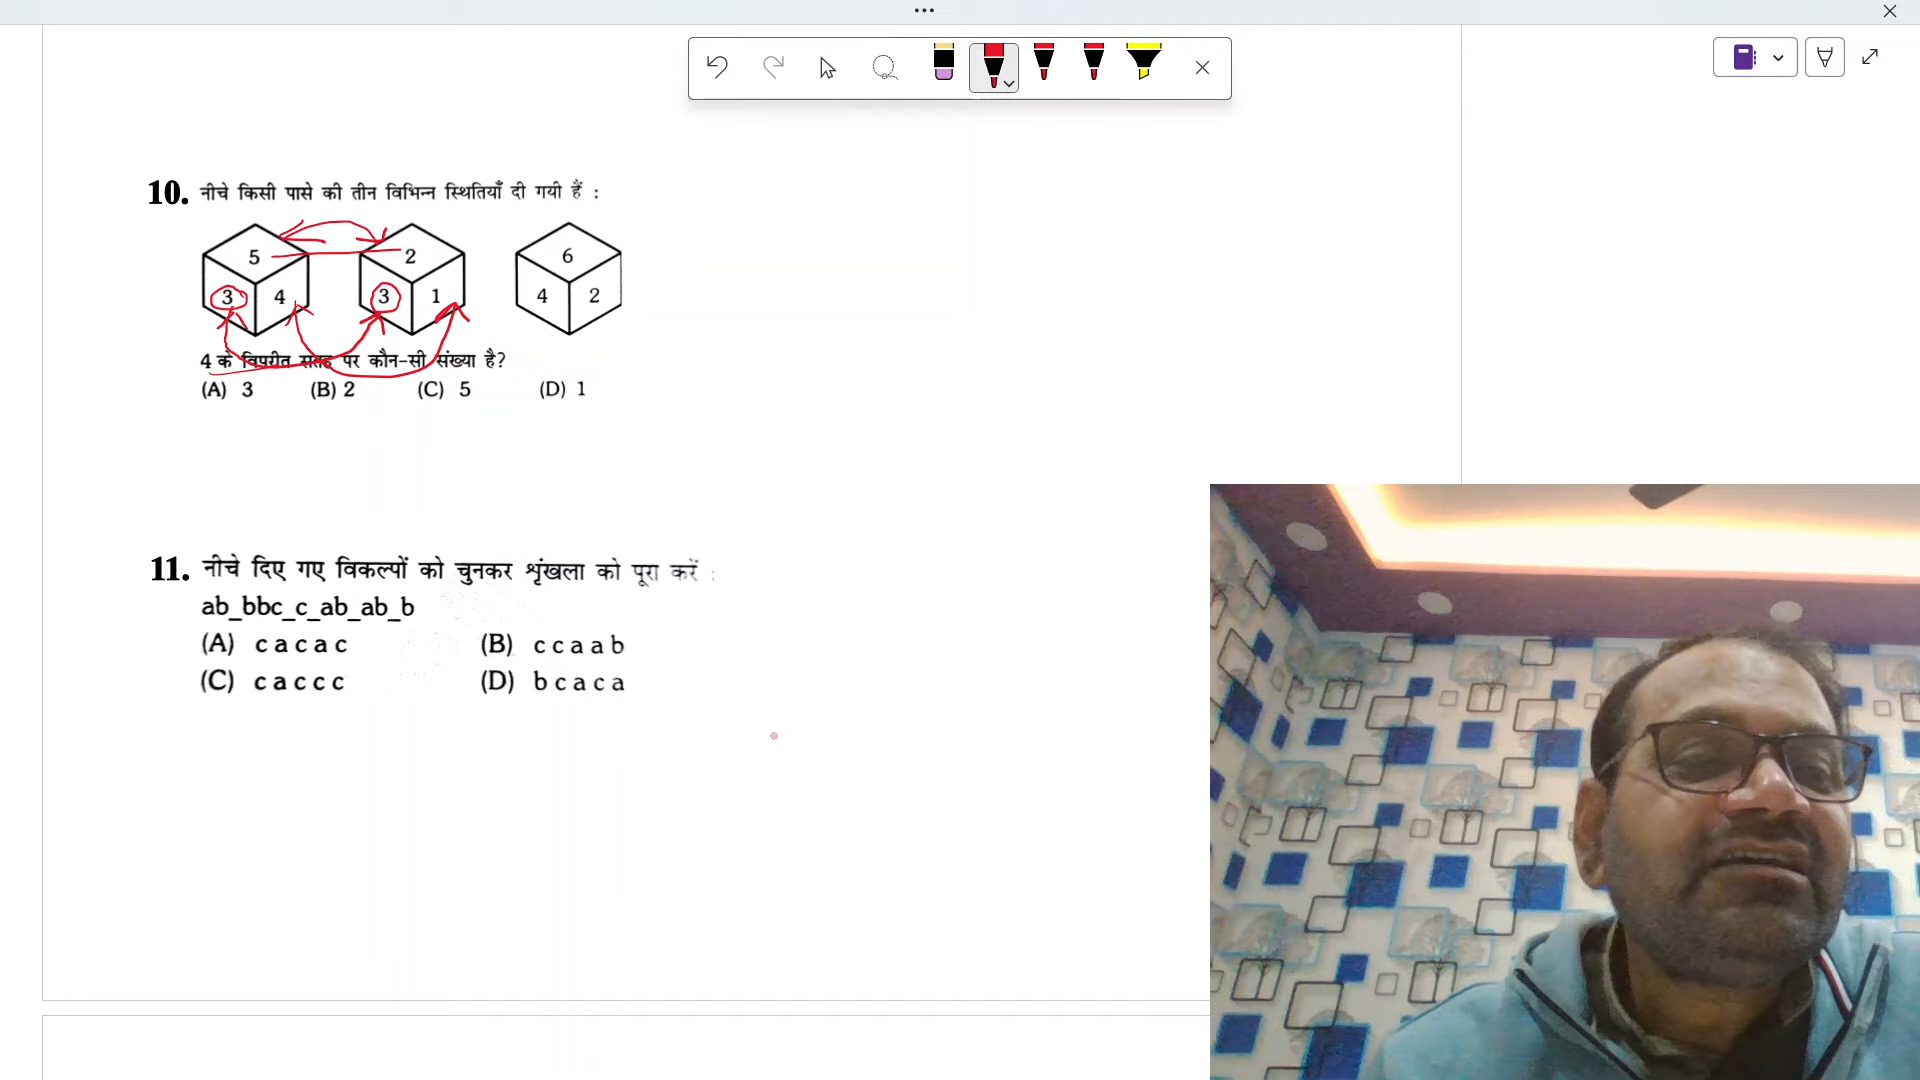 10. नीचे किसी पासे की तीन विभिन्न स्थितियाँ दी गयी हैं :
5 2 6
3 4 3 1 4 2
4 के विपरीत सतह पर कौन-सी संख्या है?
(A) 3 (B) 2 (C) 5 (D) 1
11. नीचे दिए गए विकल्पों को चुनकर शृंखला को पूरा करें :
ab_bbc_c_ab_ab_b
(A) c a c a c (B) c c a a b
(C) c a c c c (D) b c a c a